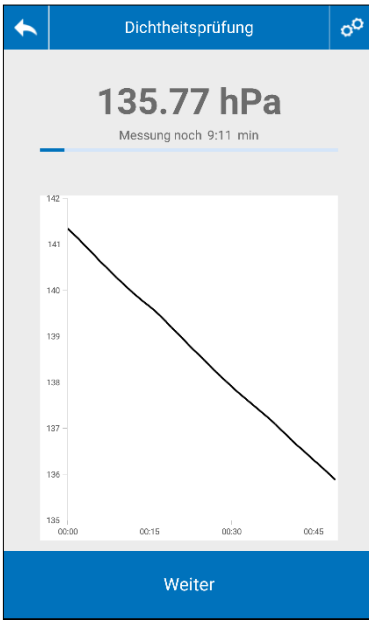 Dichtheitsprüfung
135.77 hPa
Messung noch 9:11 min
142
141
140
139
138
137
136
135
00:00 00:15 00:30 00:45
Weiter